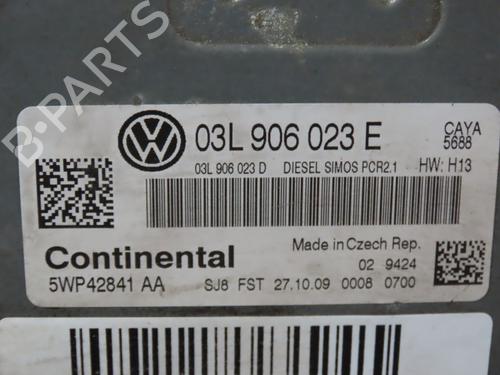 03L 906 023 E
CAYA
5688
03L 906 023 D DIESEL SIMOS PCR2.1 HW: H13
Continental
Made in Czech Rep.
02 9424
5WP42841 AA
SJ8 FST 27.10.09 0008 0700
B-PARTS